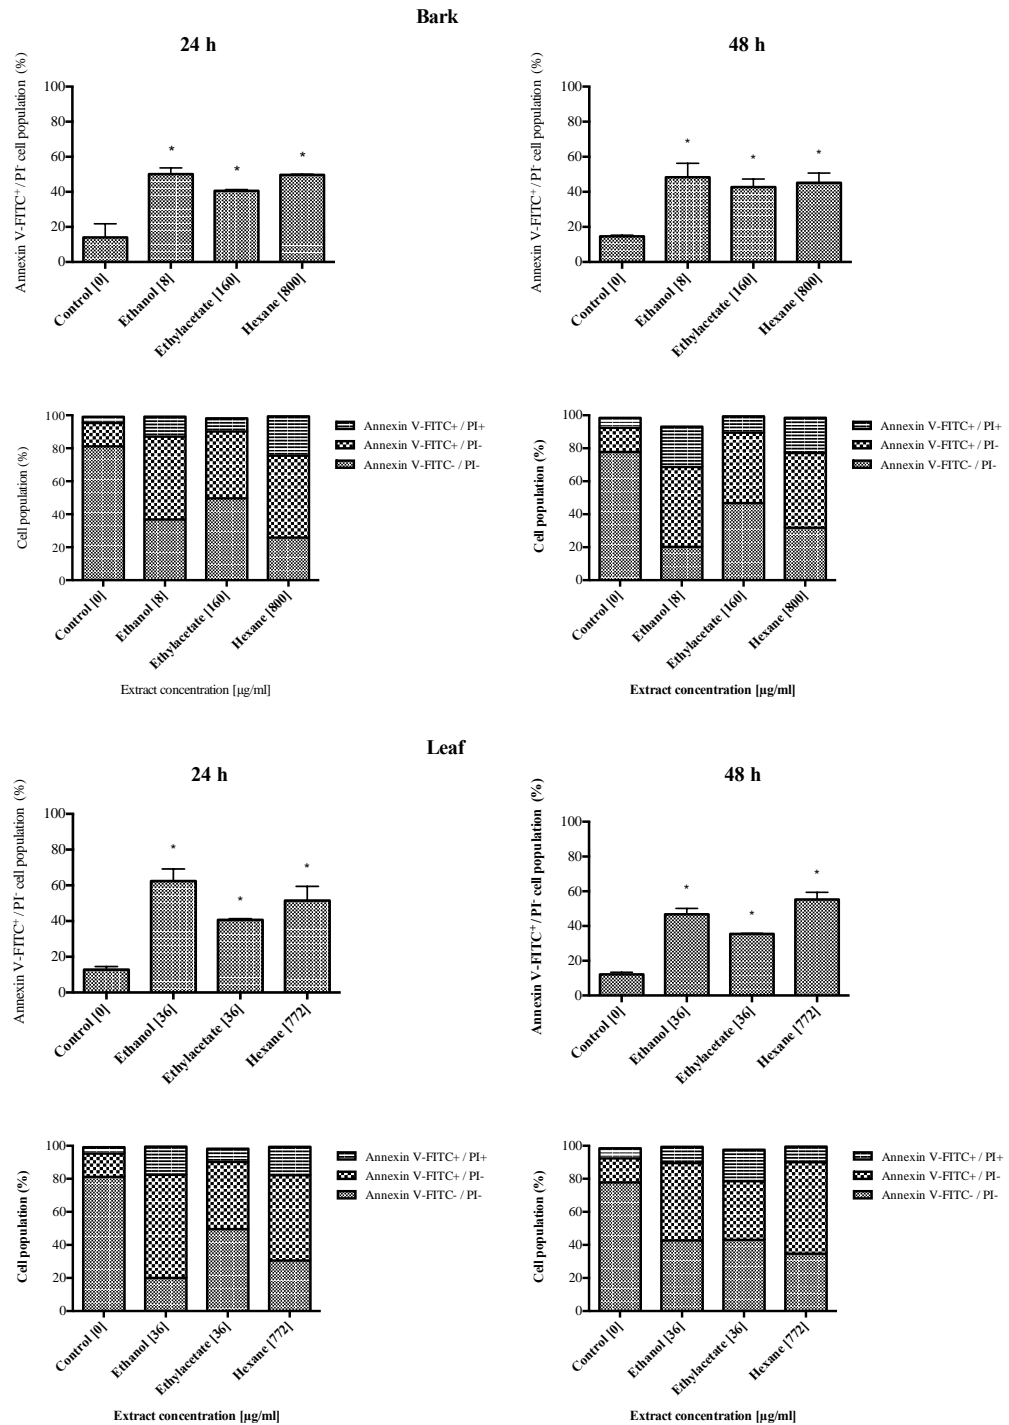 Bark
24 h
48 h
Annexin V-FITC⁺ / PI⁻ cell population (%)
100
80
60
40
20
0
*
*
*
Control [0]
Ethanol [8]
Ethylacetate [160]
Hexane [800]
Annexin V-FITC⁺ / PI⁻ cell population (%)
100
80
60
40
20
0
*
*
*
Control [0]
Ethanol [8]
Ethylacetate [160]
Hexane [800]
Cell population (%)
100
80
60
40
20
0
Annexin V-FITC+ / PI+
Annexin V-FITC+ / PI-
Annexin V-FITC- / PI-
Control [0]
Ethanol [8]
Ethylacetate [160]
Hexane [800]
Extract concentration [µg/ml]
Cell population (%)
100
80
60
40
20
0
Annexin V-FITC+ / PI+
Annexin V-FITC+ / PI-
Annexin V-FITC- / PI-
Control [0]
Ethanol [8]
Ethylacetate [160]
Hexane [800]
Extract concentration [µg/ml]
Leaf
24 h
48 h
Annexin V-FITC⁺ / PI⁻ cell population (%)
100
80
60
40
20
0
*
*
*
Control [0]
Ethanol [36]
Ethylacetate [36]
Hexane [772]
Annexin V-FITC⁺ / PI⁻ cell population (%)
100
80
60
40
20
0
*
*
*
Control [0]
Ethanol [36]
Ethylacetate [36]
Hexane [772]
Cell population (%)
100
80
60
40
20
0
Annexin V-FITC+ / PI+
Annexin V-FITC+ / PI-
Annexin V-FITC- / PI-
Control [0]
Ethanol [36]
Ethylacetate [36]
Hexane [772]
Extract concentration [µg/ml]
Cell population (%)
100
80
60
40
20
0
Annexin V-FITC+ / PI+
Annexin V-FITC+ / PI-
Annexin V-FITC- / PI-
Control [0]
Ethanol [36]
Ethylacetate [36]
Hexane [772]
Extract concentration [µg/ml]